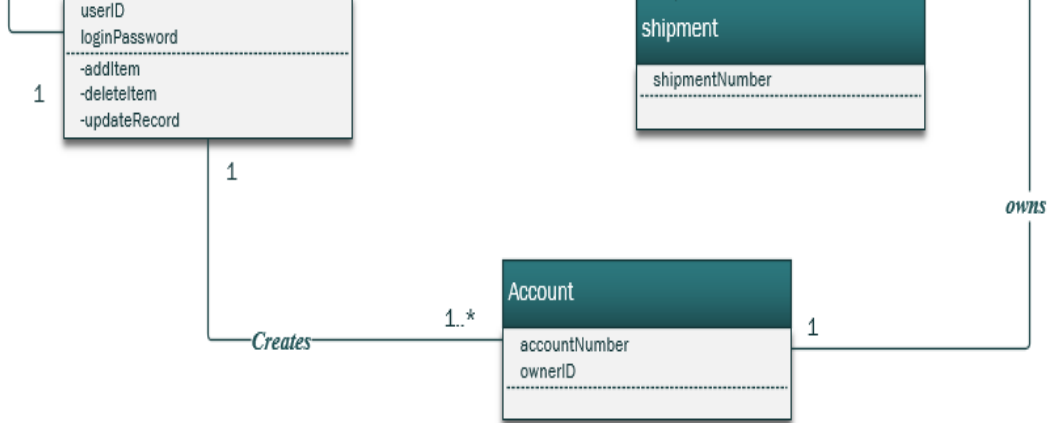 userID
loginPassword
-addItem
-deleteItem
-updateRecord
1
1
shipment
shipmentNumber
owns
Creates
1..*
Account
accountNumber
ownerID
1